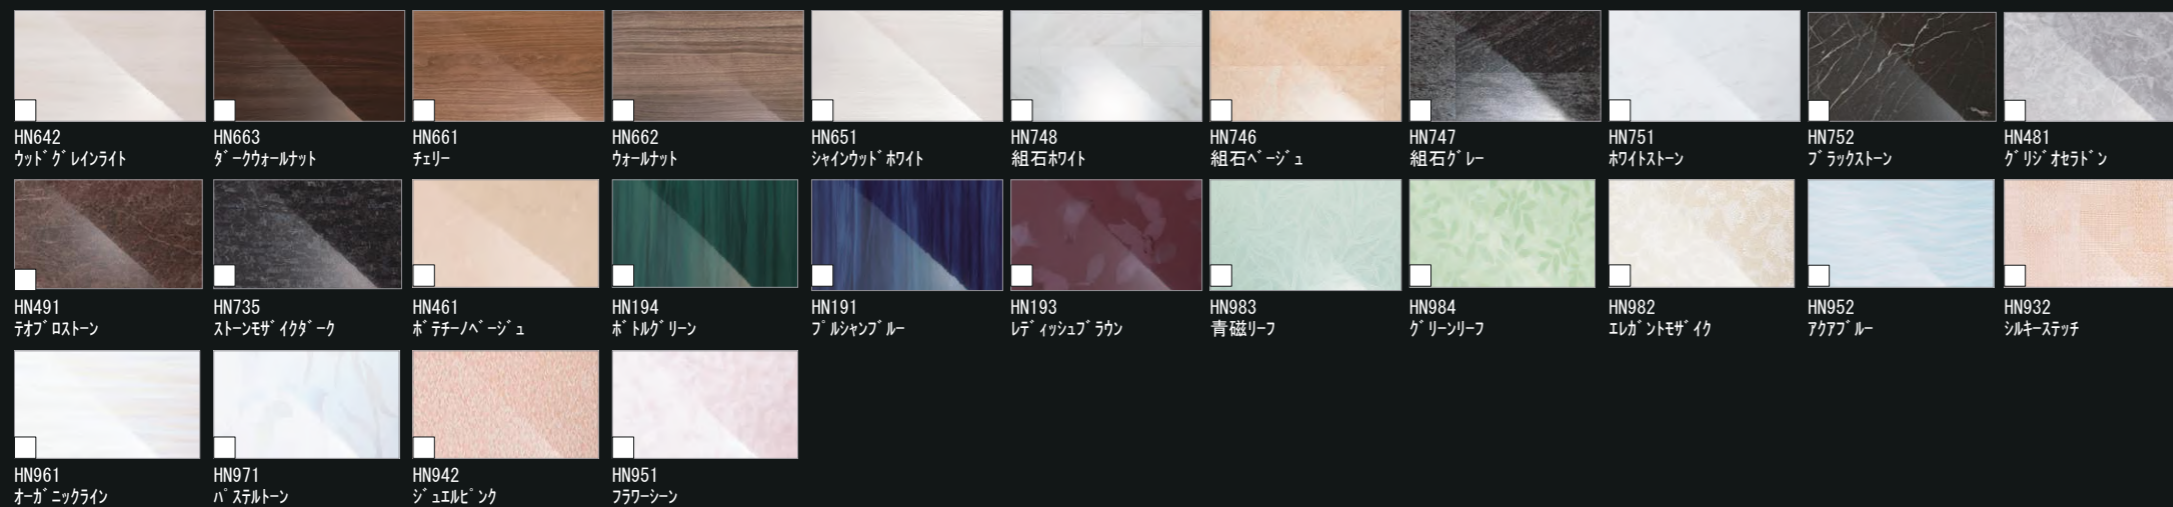 HN642 HN663 HN661 HN662 HN651 HN748 HN746 HN747 HN751 HN752 HN481
ｳｯﾄﾞｸﾞﾚｲﾝﾗｲﾄ ﾀﾞｰｸｳｫｰﾙﾅｯﾄ ﾁｪﾘｰ ｳｫｰﾙﾅｯﾄ ｼｬｲﾝｳｯﾄﾞﾎﾜｲﾄ 組石ﾎﾜｲﾄ 組石ﾍﾞｰｼﾞｭ 組石ｸﾞﾚｰ ﾎﾜｲﾄｽﾄｰﾝ ﾌﾞﾗｯｸｽﾄｰﾝ ｸﾞﾘｼﾞｵｾﾗﾄﾞﾝ
HN491 HN735 HN461 HN194 HN191 HN193 HN983 HN984 HN982 HN952 HN932
ﾃｵﾌﾞﾛｽﾄｰﾝ ｽﾄｰﾝﾓｻﾞｲｸﾀﾞｰｸ ﾎﾞﾃﾁｰﾉﾍﾞｰｼﾞｭ ﾎﾞﾄﾙｸﾞﾘｰﾝ ﾌﾟﾙｼｬﾝﾌﾞﾙｰ ﾚﾃﾞｨｯｼｭﾌﾞﾗｳﾝ 青磁ﾘｰﾌ ｸﾞﾘｰﾝﾘｰﾌ ｴﾚｶﾞﾝﾄﾓｻﾞｲｸ ｱｸｱﾌﾞﾙｰ ｼﾙｷｰｽﾃｯﾁ
HN961 HN971 HN942 HN951
ｵｰｶﾞﾆｯｸﾗｲﾝ ﾊﾟｽﾃﾙﾄｰﾝ ｼﾞｭｴﾙﾋﾟﾝｸ ﾌﾗﾜｰｼｰﾝ